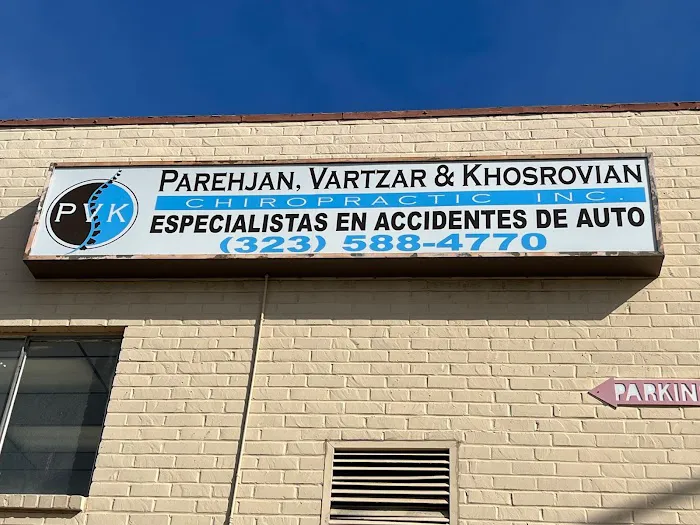 PVK
PAREHJAN, VARTZAR & KHOSROVIAN
CHIROPRACTIC INC.
ESPECIALISTAS EN ACCIDENTES DE AUTO
(323) 588-4770
PARKIN